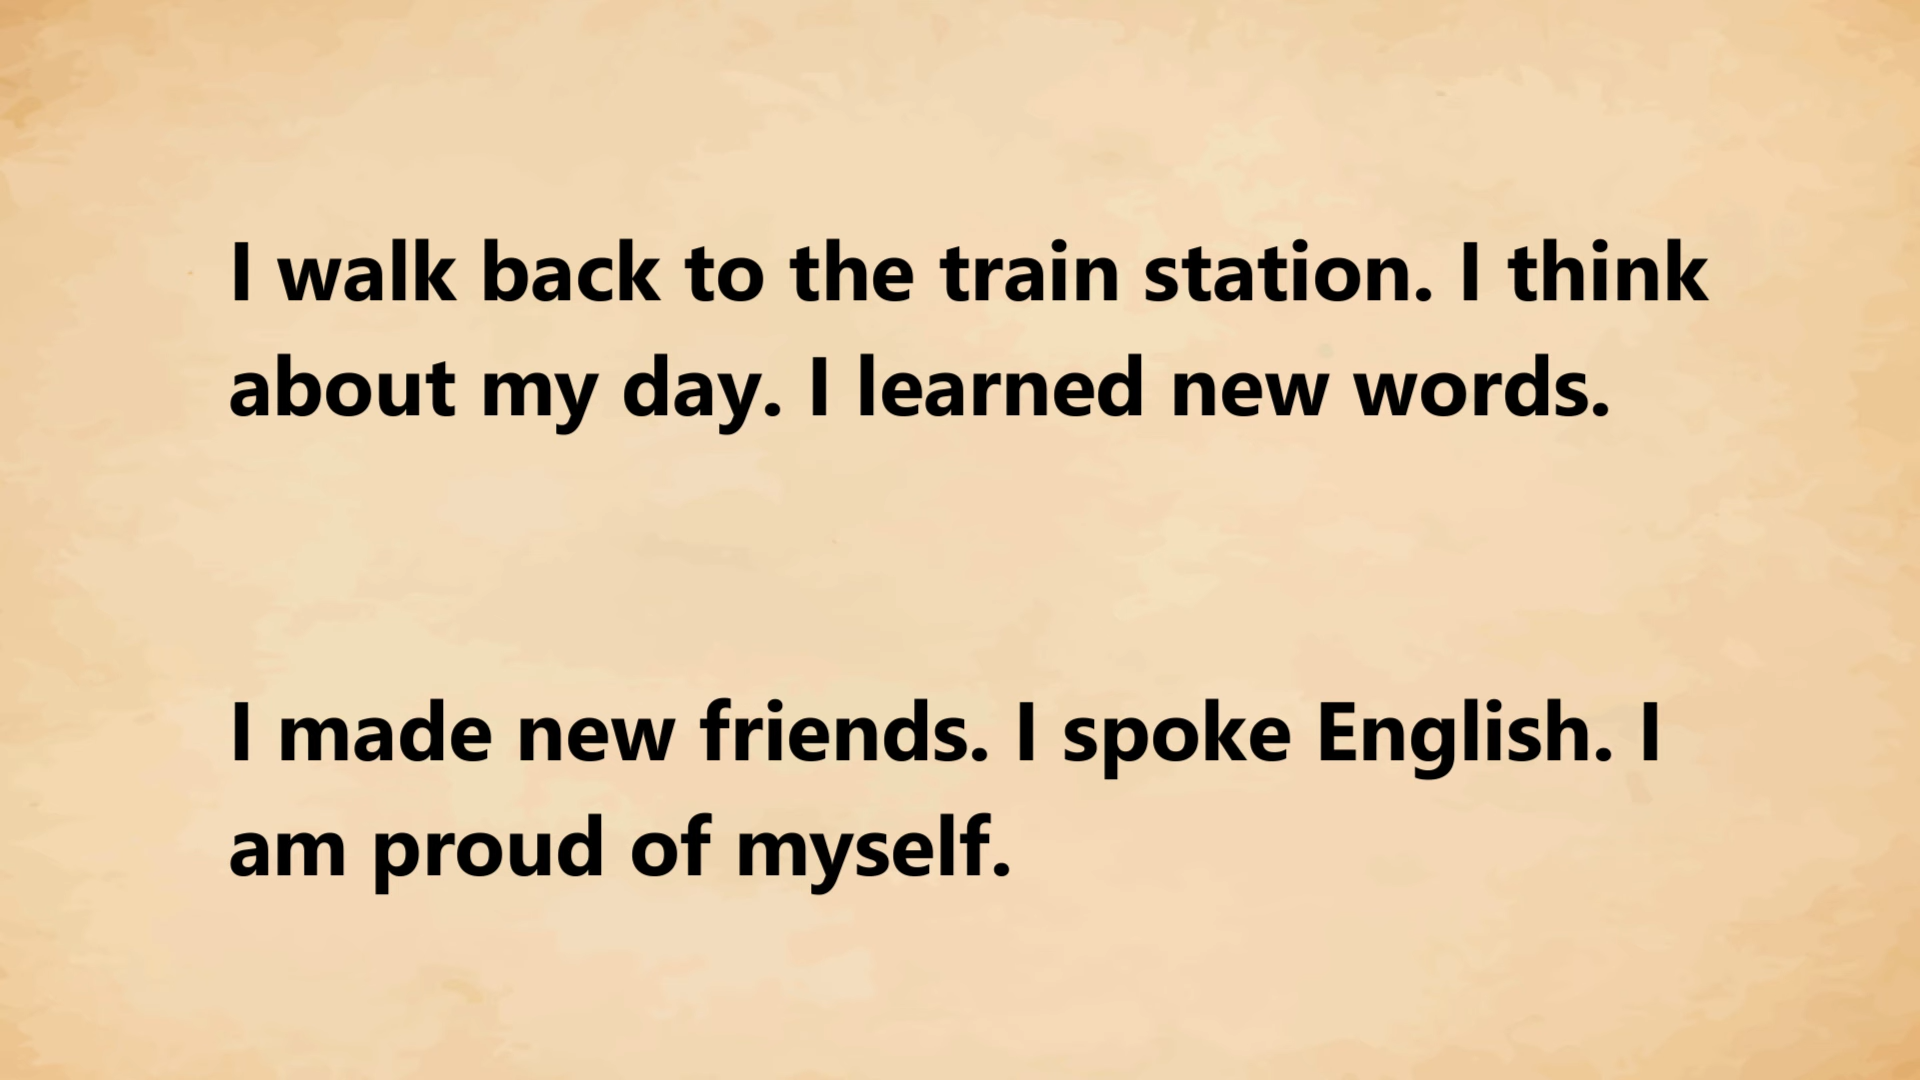 I walk back to the train station. I think
about my day. I learned new words.
I made new friends. I spoke English. I
am proud of myself.